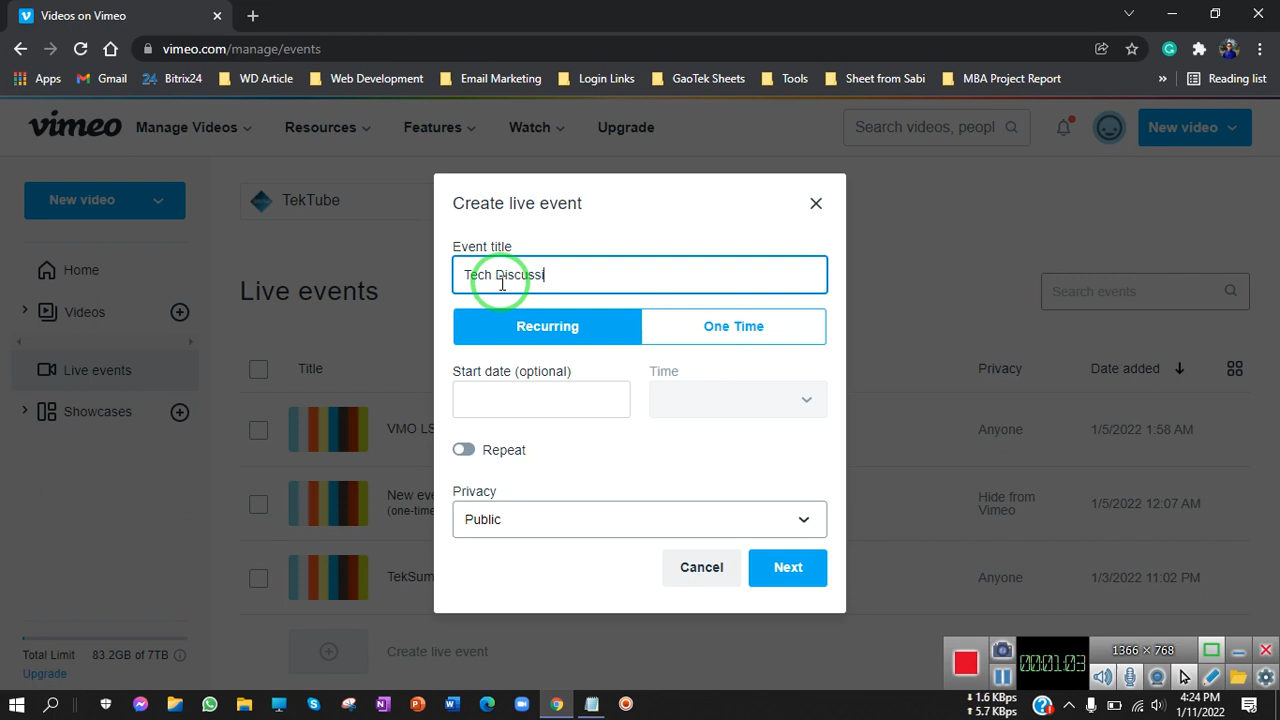 Videos on Vimeo
vimeo.com/manage/events
Apps
Gmail
24 Bitrix24
WD Article
Web Development
Email Marketing
Login Links
GaoTek Sheets
Tools
Sheet from Sabi
MBA Project Report
»
Reading list
vimeo
Manage Videos
Resources
Features
Watch
Upgrade
Search videos, peopl
New video
New video
TekTube
Home
Videos
Live events
Showcases
Total Limit 83.2GB of 7TB
Upgrade
Live events
Search events
Title
Privacy
Date added
VMO LS
Anyone
1/5/2022 1:58 AM
New eve
(one-time
Hide from
Vimeo
1/5/2022 12:07 AM
TekSum
Anyone
1/3/2022 11:02 PM
Create live event
Create live event
Event title
Tech Discussi
Recurring
One Time
Start date (optional)
Time
Repeat
Privacy
Public
Cancel
Next
00:01:03
1366 × 768
1.6 KBps
5.7 KBps
4:24 PM
1/11/2022